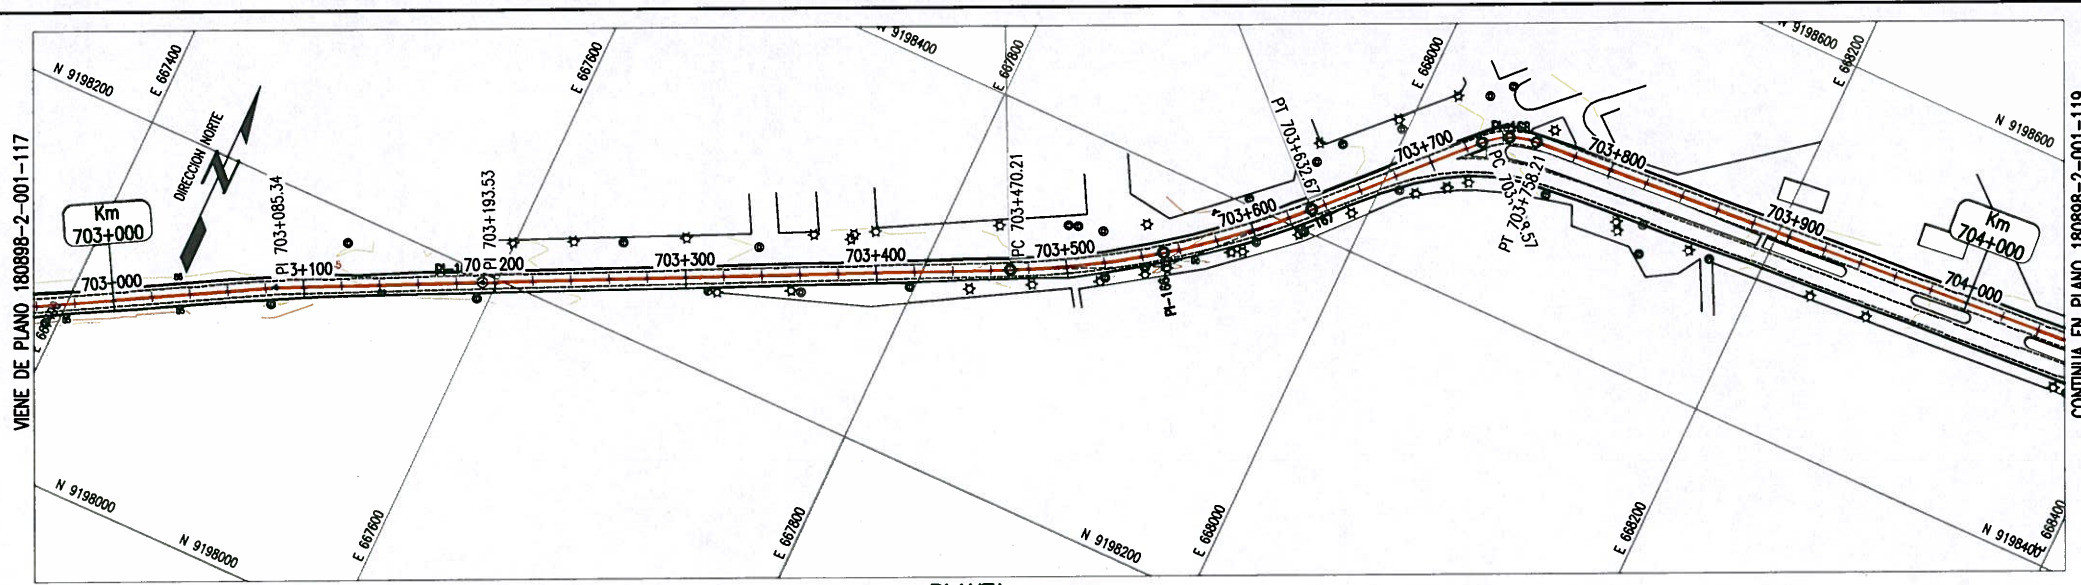 VIENE DE PLANO 180898-2-001-117
N 9198200
E 667400
DIRECCION NORTE
E 667600
N 9198400
E 667800
E 668000
N 9198600
E 668200
N 9198600
CONTINUA EN PLANO 180898-2-001-119
Km
703+000
703+000
PI 703+085.34
3+100
PI 703+193.53
200
703+300
703+400
PC 703+470.21
703+500
PI-166
703+600
PT 703+632.67
703+700
PC
PT 703+758.21
703+800
703+900
Km
704+000
704+000
N 9198000
N 9198000
E 667600
E 667800
N 9198200
E 668000
E 668200
N 9198400
668400